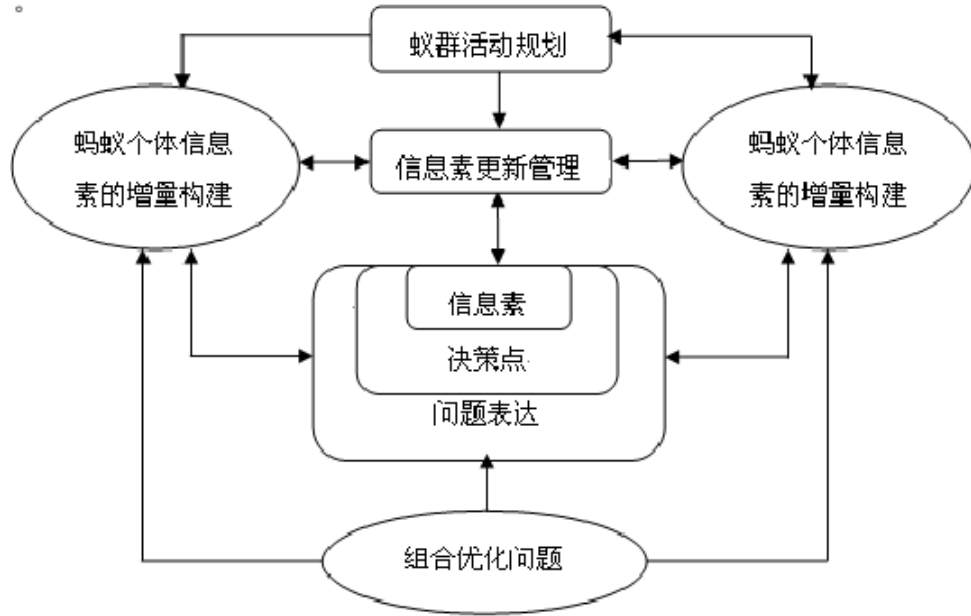 。
蚁群活动规划
蚂蚁个体信息
素的增量构建
信息素更新管理
蚂蚁个体信息
素的增量构建
信息素
决策点
问题表达
组合优化问题